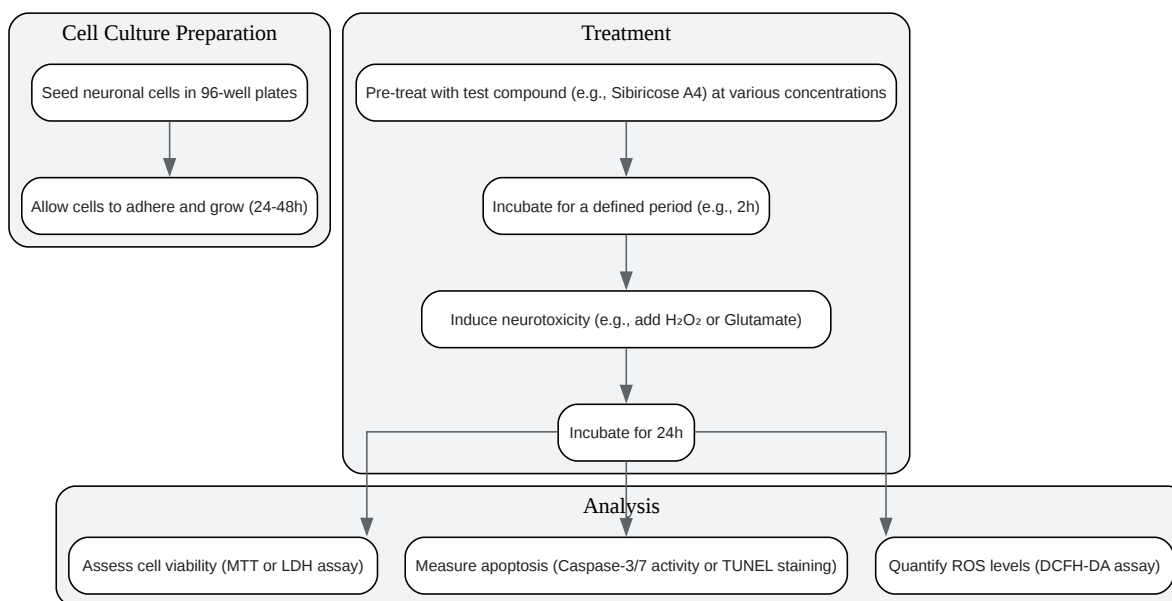 Cell Culture Preparation
Seed neuronal cells in 96-well plates
Allow cells to adhere and grow (24-48h)
Treatment
Pre-treat with test compound (e.g., Sibiricose A4) at various concentrations
Incubate for a defined period (e.g., 2h)
Induce neurotoxicity (e.g., add H₂O₂ or Glutamate)
Incubate for 24h
Analysis
Assess cell viability (MTT or LDH assay)
Measure apoptosis (Caspase-3/7 activity or TUNEL staining)
Quantify ROS levels (DCFH-DA assay)